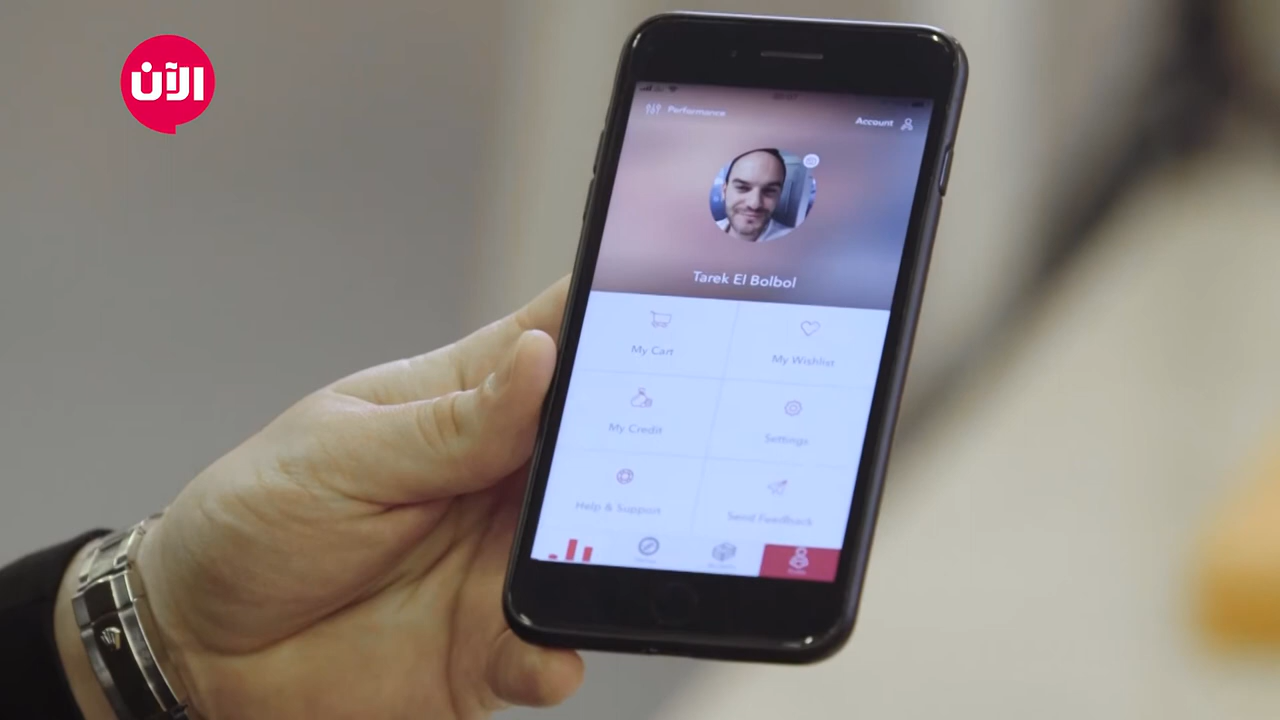 الآن
Performance
Account
Tarek El Bolbol
My Cart
My Wishlist
My Credit
Settings
Help & Support
Send Feedback